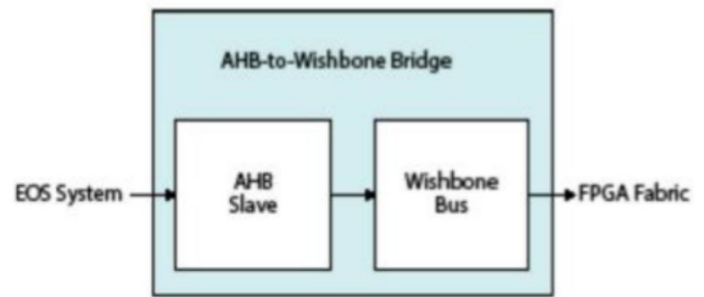 AHB-to-Wishbone Bridge
EOS System
AHB
Slave
Wishbone
Bus
FPGA Fabric